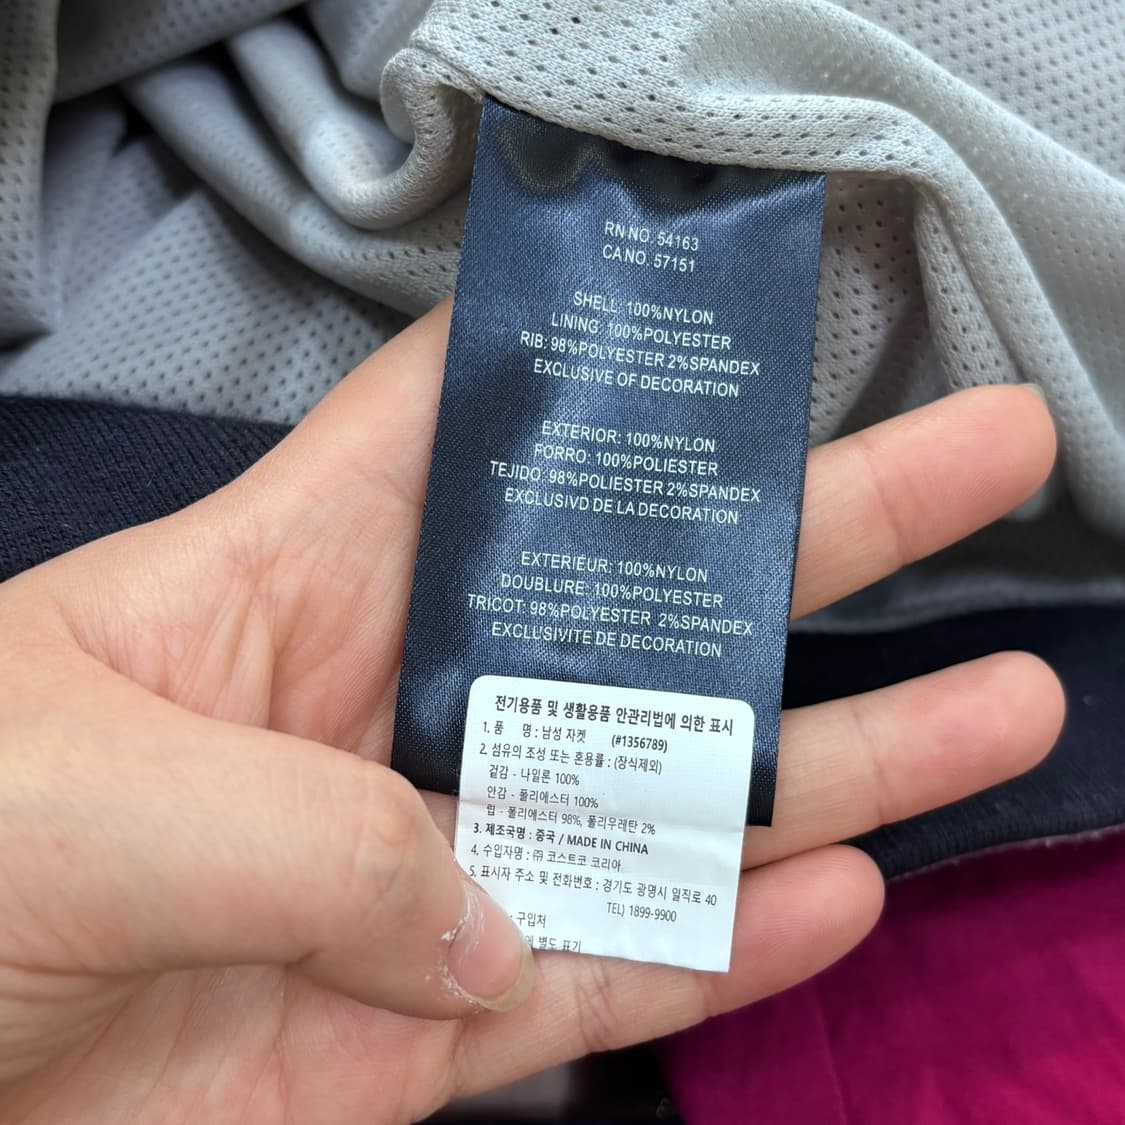 RN NO. 54163
CA NO. 57151
SHELL: 100%NYLON
LINING: 100%POLYESTER
RIB: 98%POLYESTER 2%SPANDEX
EXCLUSIVE OF DECORATION
EXTERIOR: 100%NYLON
FORRO: 100%POLIESTER
TEJIDO: 98%POLIESTER 2%SPANDEX
EXCLUSIVD DE LA DECORATION
EXTERIEUR: 100%NYLON
DOUBLURE: 100%POLYESTER
TRICOT: 98%POLYESTER 2%SPANDEX
EXCLL'SIVITE DE DECORATION
전기용품 및 생활용품 안관리법에 의한 표시
1. 품 명 : 남성 자켓 (#1356789)
2. 섬유의 조성 또는 혼용률 : (장식제외)
겉감 - 나일론 100%
안감 - 폴리에스터 100%
립 - 폴리에스터 98%, 폴리우레탄 2%
3. 제조국명 : 중국 / MADE IN CHINA
4. 수입자명 : ㈜ 코스트코 코리아
5. 표시자 주소 및 전화번호 : 경기도 광명시 일직로 40
TEL) 1899-9900
: 구입처
에 별도 표기